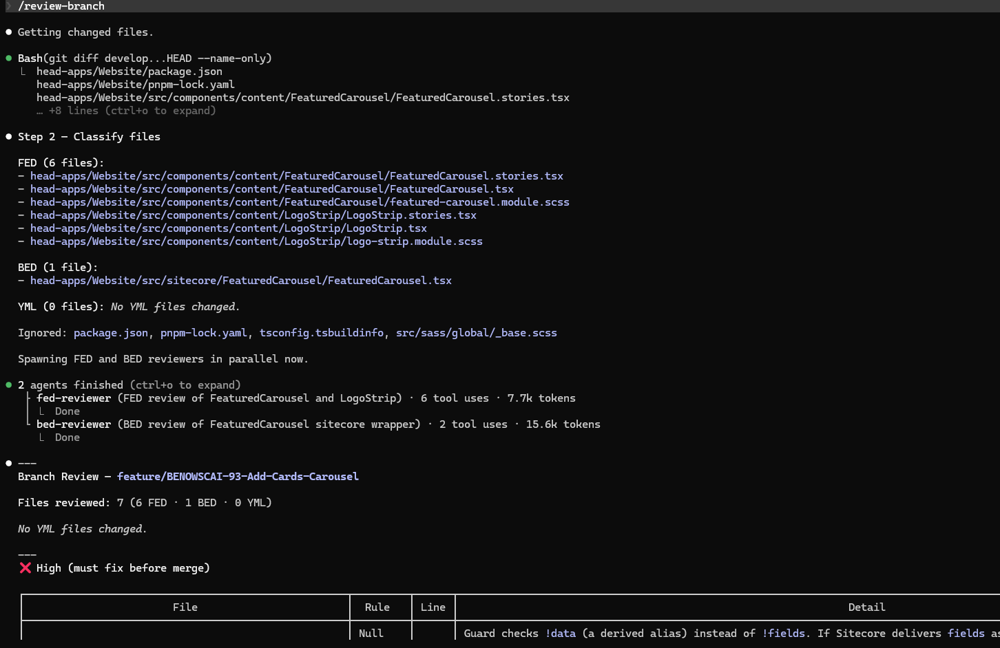 ❯ /review-branch
● Getting changed files.
● Bash(git diff develop...HEAD --name-only)
└ head-apps/Website/package.json
head-apps/Website/pnpm-lock.yaml
head-apps/Website/src/components/content/FeaturedCarousel/FeaturedCarousel.stories.tsx
… +8 lines (ctrl+o to expand)
● Step 2 — Classify files
FED (6 files):
- head-apps/Website/src/components/content/FeaturedCarousel/FeaturedCarousel.stories.tsx
- head-apps/Website/src/components/content/FeaturedCarousel/FeaturedCarousel.tsx
- head-apps/Website/src/components/content/FeaturedCarousel/featured-carousel.module.scss
- head-apps/Website/src/components/content/LogoStrip/LogoStrip.stories.tsx
- head-apps/Website/src/components/content/LogoStrip/LogoStrip.tsx
- head-apps/Website/src/components/content/LogoStrip/logo-strip.module.scss
BED (1 file):
- head-apps/Website/src/sitecore/FeaturedCarousel/FeaturedCarousel.tsx
YML (0 files): No YML files changed.
Ignored: package.json, pnpm-lock.yaml, tsconfig.tsbuildinfo, src/sass/global/_base.scss
Spawning FED and BED reviewers in parallel now.
● 2 agents finished (ctrl+o to expand)
├ fed-reviewer (FED review of FeaturedCarousel and LogoStrip) · 6 tool uses · 7.7k tokens
│ └ Done
└ bed-reviewer (BED review of FeaturedCarousel sitecore wrapper) · 2 tool uses · 15.6k tokens
└ Done
● ---
Branch Review — feature/BENOWSCAI-93-Add-Cards-Carousel
Files reviewed: 7 (6 FED · 1 BED · 0 YML)
No YML files changed.
---
❌ High (must fix before merge)
File Rule Line Detail
Null Guard checks !data (a derived alias) instead of !fields. If Sitecore delivers fields as